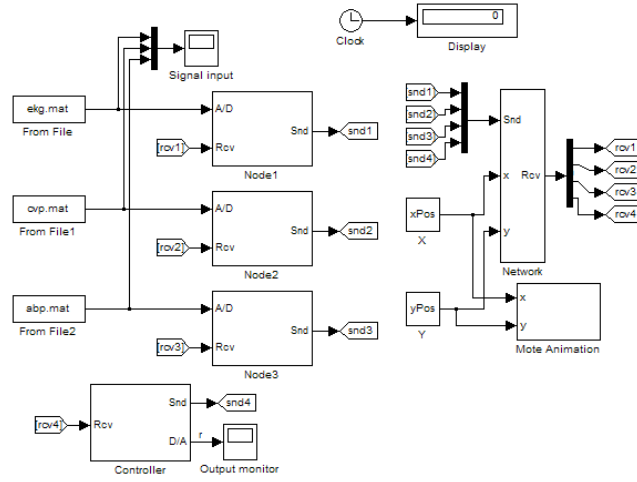 0
Clock
Display
Signal input
ekg.mat
From File
A/D
Rcv
Snd
Node1
[rcv1]
snd1
cvp.mat
From File1
A/D
Rcv
Snd
Node2
[rcv2]
snd2
abp.mat
From File2
A/D
Rcv
Snd
Node3
[rcv3]
snd3
[rcv4]
Rcv
Snd
D/A
Controller
snd4
r
Output monitor
snd1
snd2
snd3
snd4
Snd
x
y
Rcv
Network
rcv1
rcv2
rcv3
rcv4
xPos
X
yPos
Y
x
y
Mote Animation